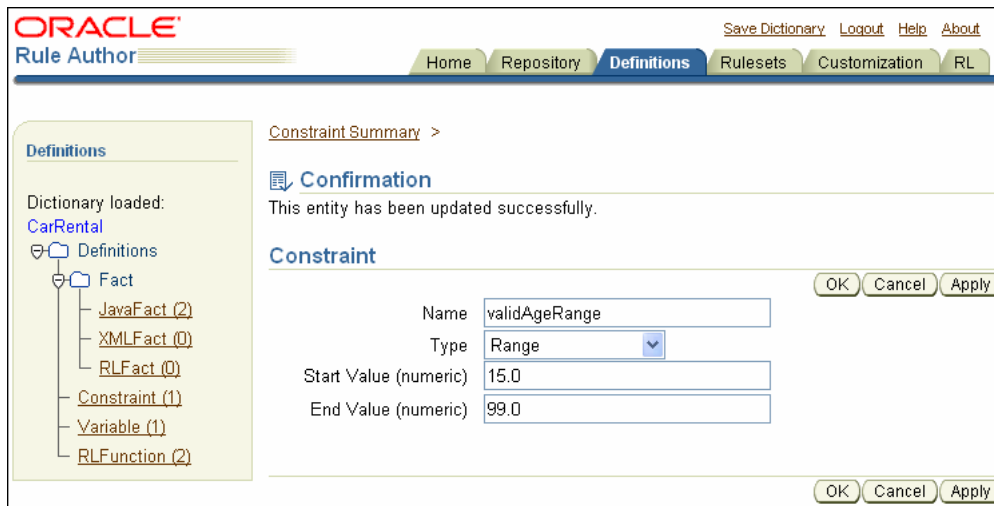 ORACLE
Rule Author
Save Dictionary Logout Help About
Home Repository Definitions Rulesets Customization RL
Definitions
Dictionary loaded:
CarRental
Definitions
Fact
JavaFact (2)
XMLFact (0)
RLFact (0)
Constraint (1)
Variable (1)
RLFunction (2)
Constraint Summary >
Confirmation
This entity has been updated successfully.
Constraint
OK Cancel Apply
Name validAgeRange
Type Range
Start Value (numeric) 15.0
End Value (numeric) 99.0
OK Cancel Apply